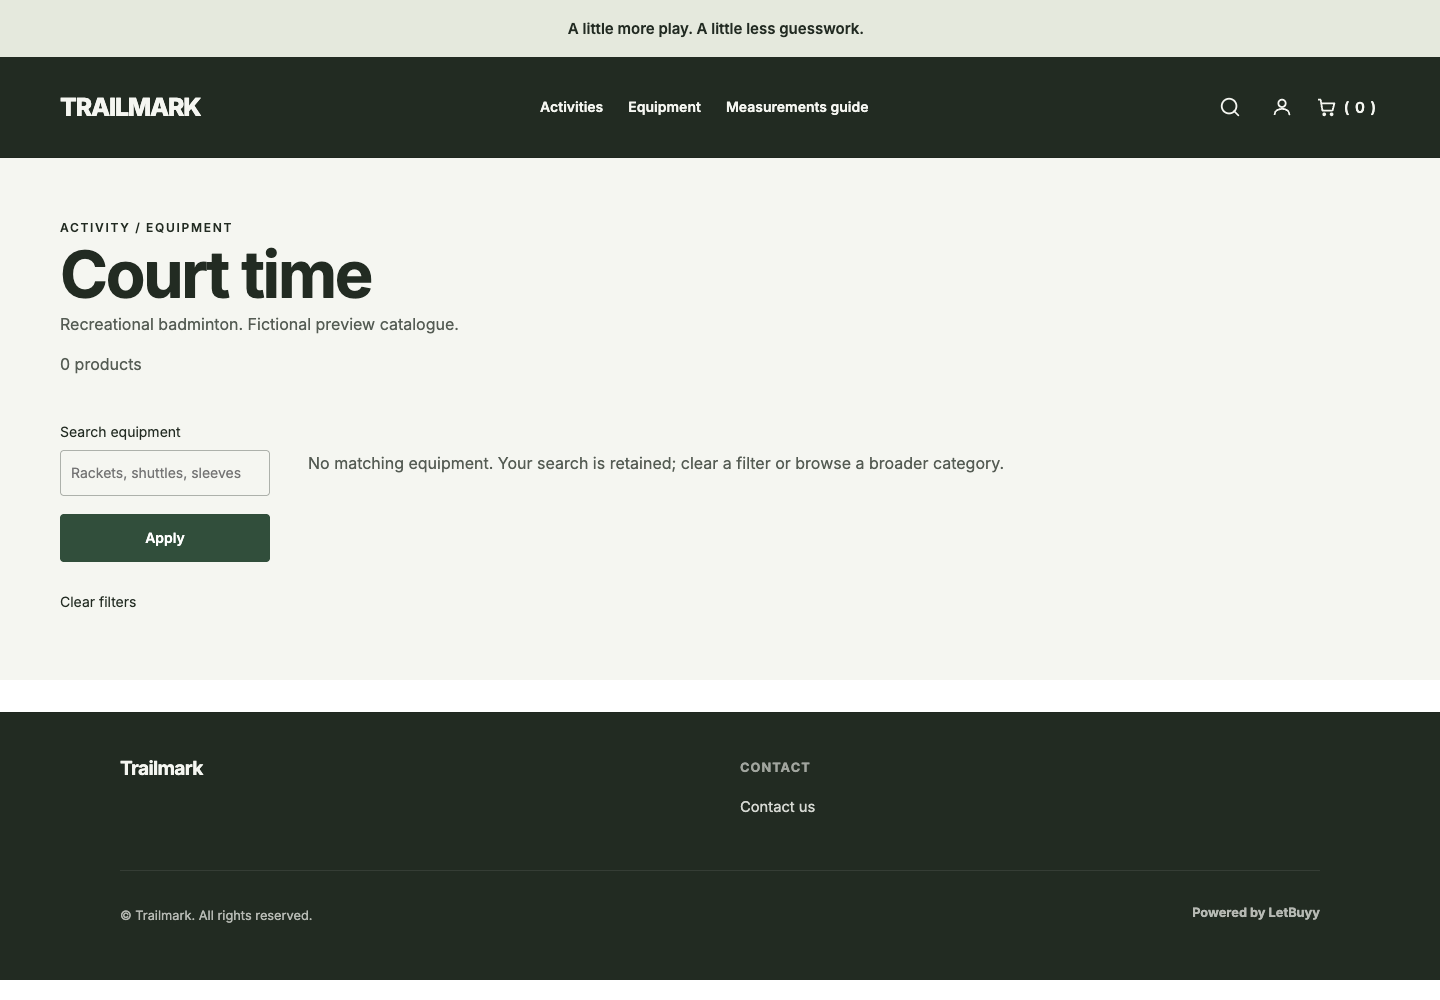 A little more play. A little less guesswork.
TRAILMARK
Activities Equipment Measurements guide
( 0 )
ACTIVITY / EQUIPMENT
Court time
Recreational badminton. Fictional preview catalogue.
0 products
Search equipment
Rackets, shuttles, sleeves
No matching equipment. Your search is retained; clear a filter or browse a broader category.
Apply
Clear filters
Trailmark
CONTACT
Contact us
© Trailmark. All rights reserved.
Powered by LetBuyy